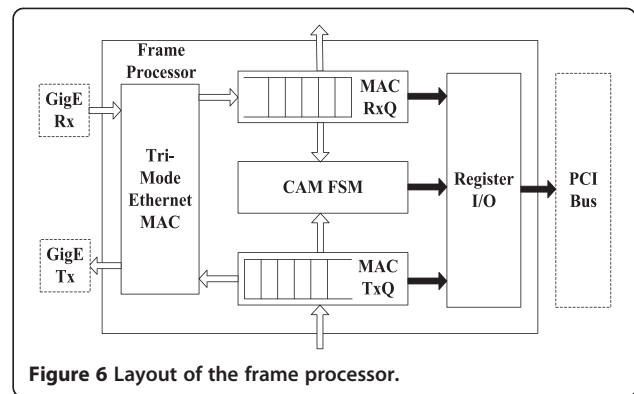 Frame
Processor
GigE
Rx
GigE
Tx
Tri-
Mode
Ethernet
MAC
MAC
RxQ
CAM FSM
MAC
TxQ
Register
I/O
PCI
Bus
Figure 6 Layout of the frame processor.